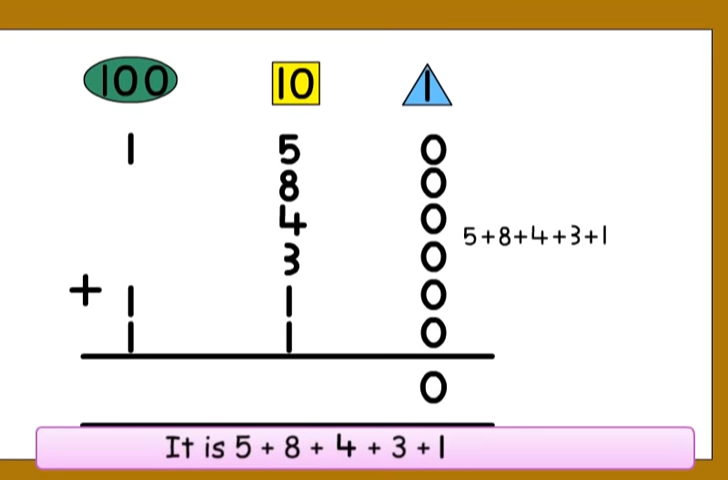 100 10 1
1 5 0
8 0
4 0
5+8+4+3+1
3 0
+ 1 1 0
1 1 0
0
It is 5 + 8 + 4 + 3 + 1